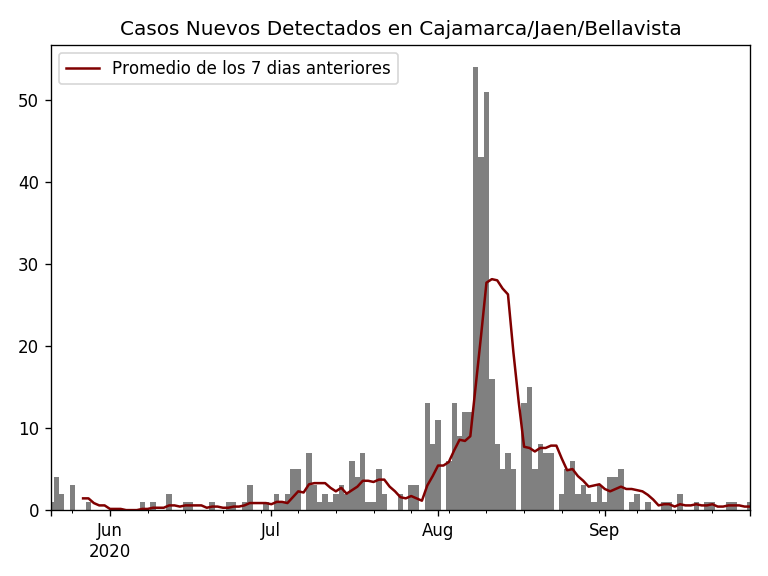 Casos Nuevos Detectados en Cajamarca/Jaen/Bellavista
Promedio de los 7 dias anteriores
50
40
30
20
10
0
Jun Jul Aug Sep
2020